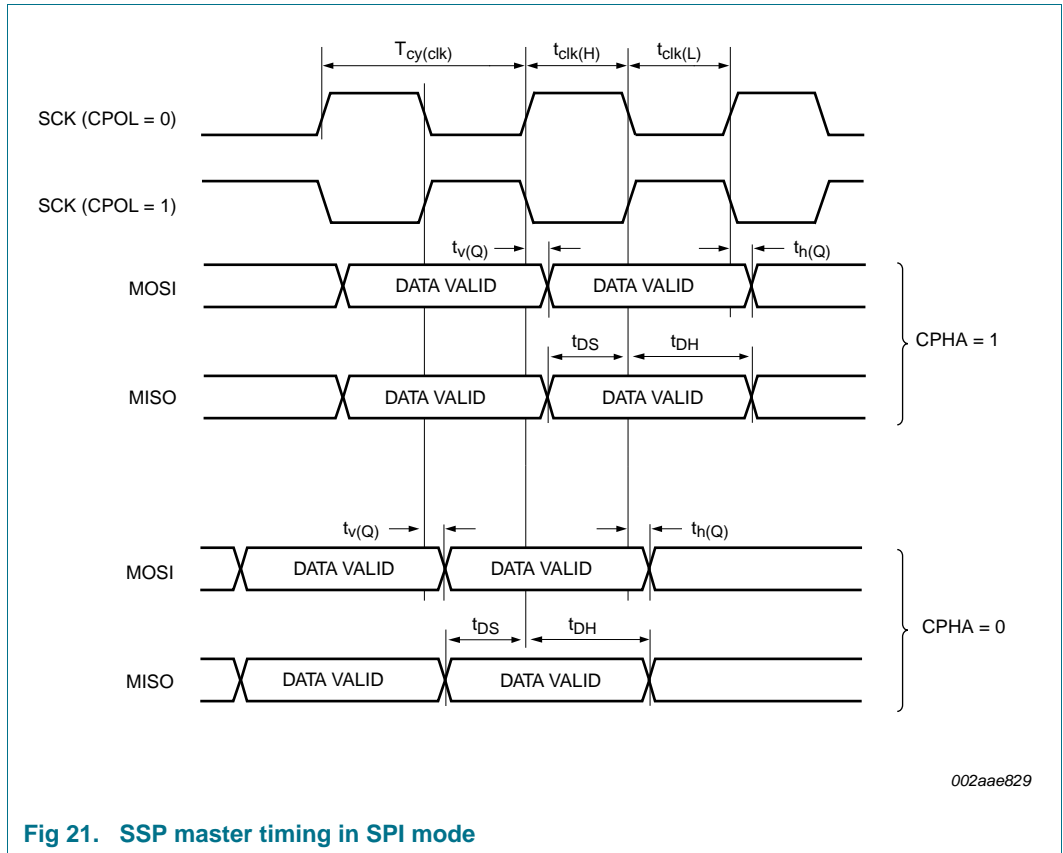 Tcy(clk) tclk(H) tclk(L)
SCK (CPOL = 0)
SCK (CPOL = 1)
tv(Q) th(Q)
MOSI DATA VALID DATA VALID
CPHA = 1
tDS tDH
MISO DATA VALID DATA VALID
tv(Q) th(Q)
MOSI DATA VALID DATA VALID
CPHA = 0
tDS tDH
MISO DATA VALID DATA VALID
002aae829
Fig 21. SSP master timing in SPI mode